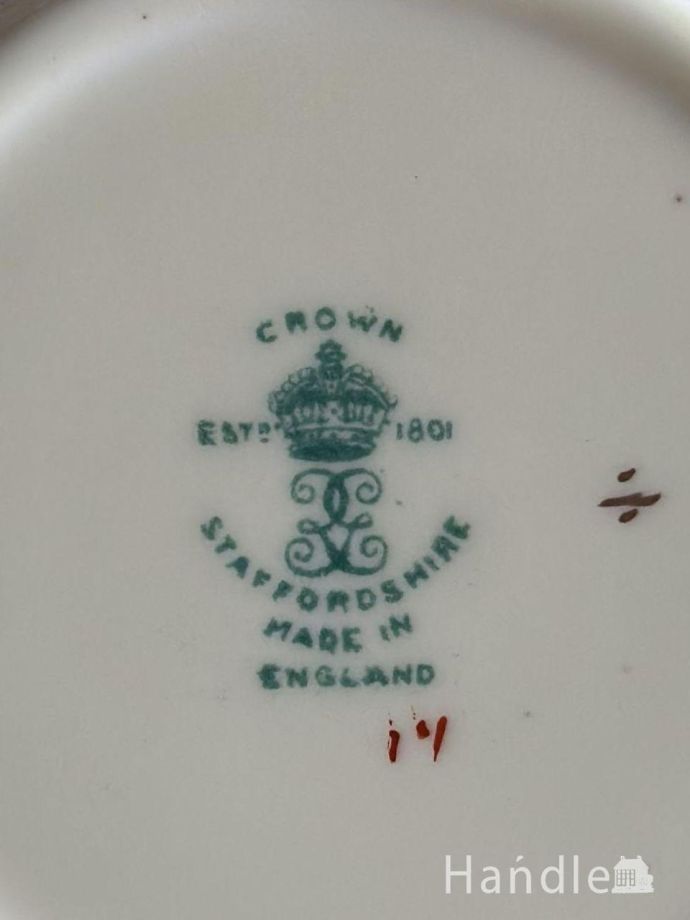 CROWN
ESTD 1801
STAFFORDSHIRE
MADE IN
ENGLAND
Handle